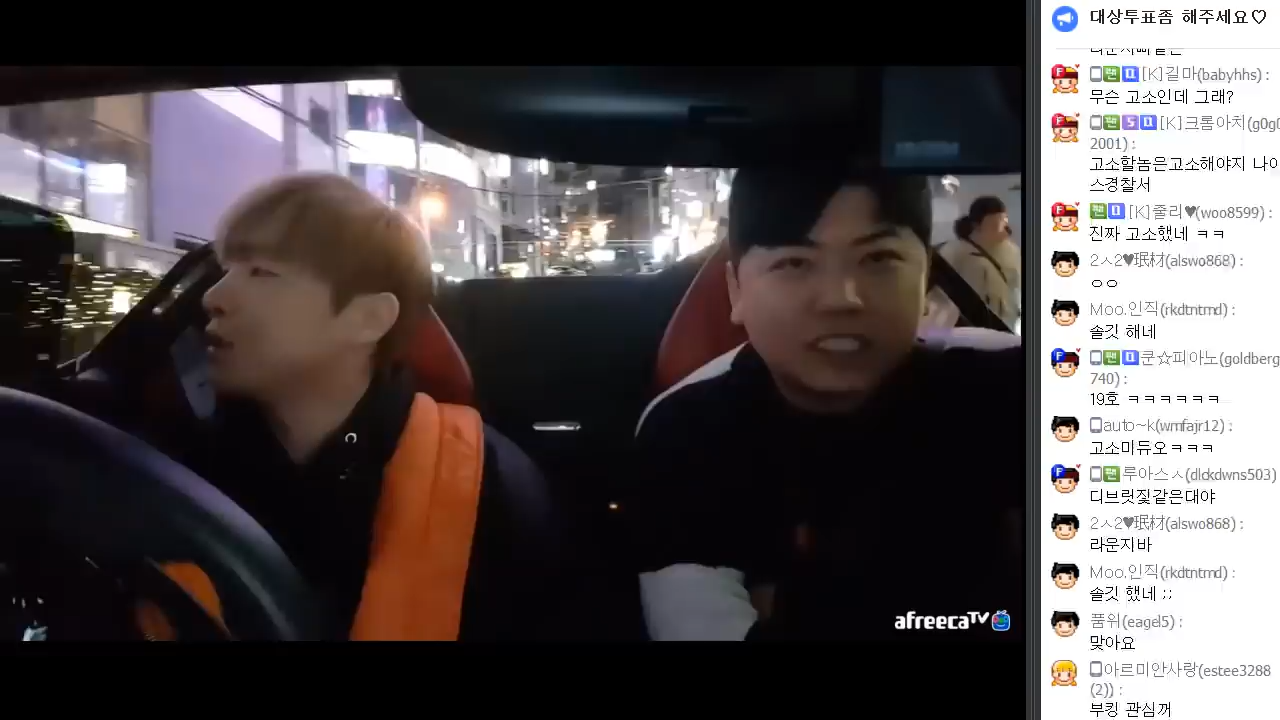 대상투표좀 해주세요♡
[K]길마(babyhhs) :
무슨 고소인데 그래?
[K]크롬아치(g0g0
2001) :
고소할놈은고소해야지 나이
스경찰서
[K]줄리♥(woo8599) :
진짜 고소했네 ㅋㅋ
2ㅅ2♥珉材(alswo868) :
ㅇㅇ
Moo.인직(rkdtntmd) :
솔깃 해네
쿤☆피아노(goldberg
740) :
19호 ㅋㅋㅋㅋㅋㅋ
auto~k(wmfajr12) :
고소미듀오ㅋㅋㅋ
루아스ㅅ(dlckdwns503)
디브릿짖같은대야
2ㅅ2♥珉材(alswo868) :
라운지바
Moo.인직(rkdtntmd) :
솔깃 했네 ;;
품위(eagel5) :
맞아요
아르미안사랑(estee3288
(2)) :
부킹 관심꺼
afreecaTV